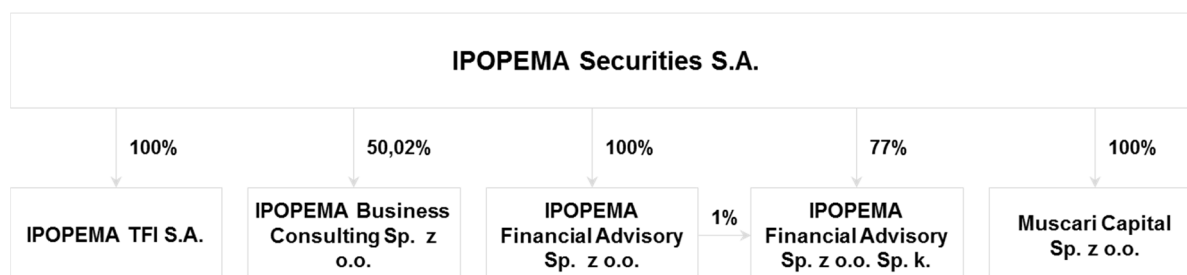 IPOPEMA Securities S.A.
100%
50,02%
100%
77%
100%
IPOPEMA TFI S.A.
IPOPEMA Business
Consulting Sp. z
o.o.
IPOPEMA
Financial Advisory
Sp. z o.o.
1%
IPOPEMA
Financial Advisory
Sp. z o.o. Sp. k.
Muscari Capital
Sp. z o.o.